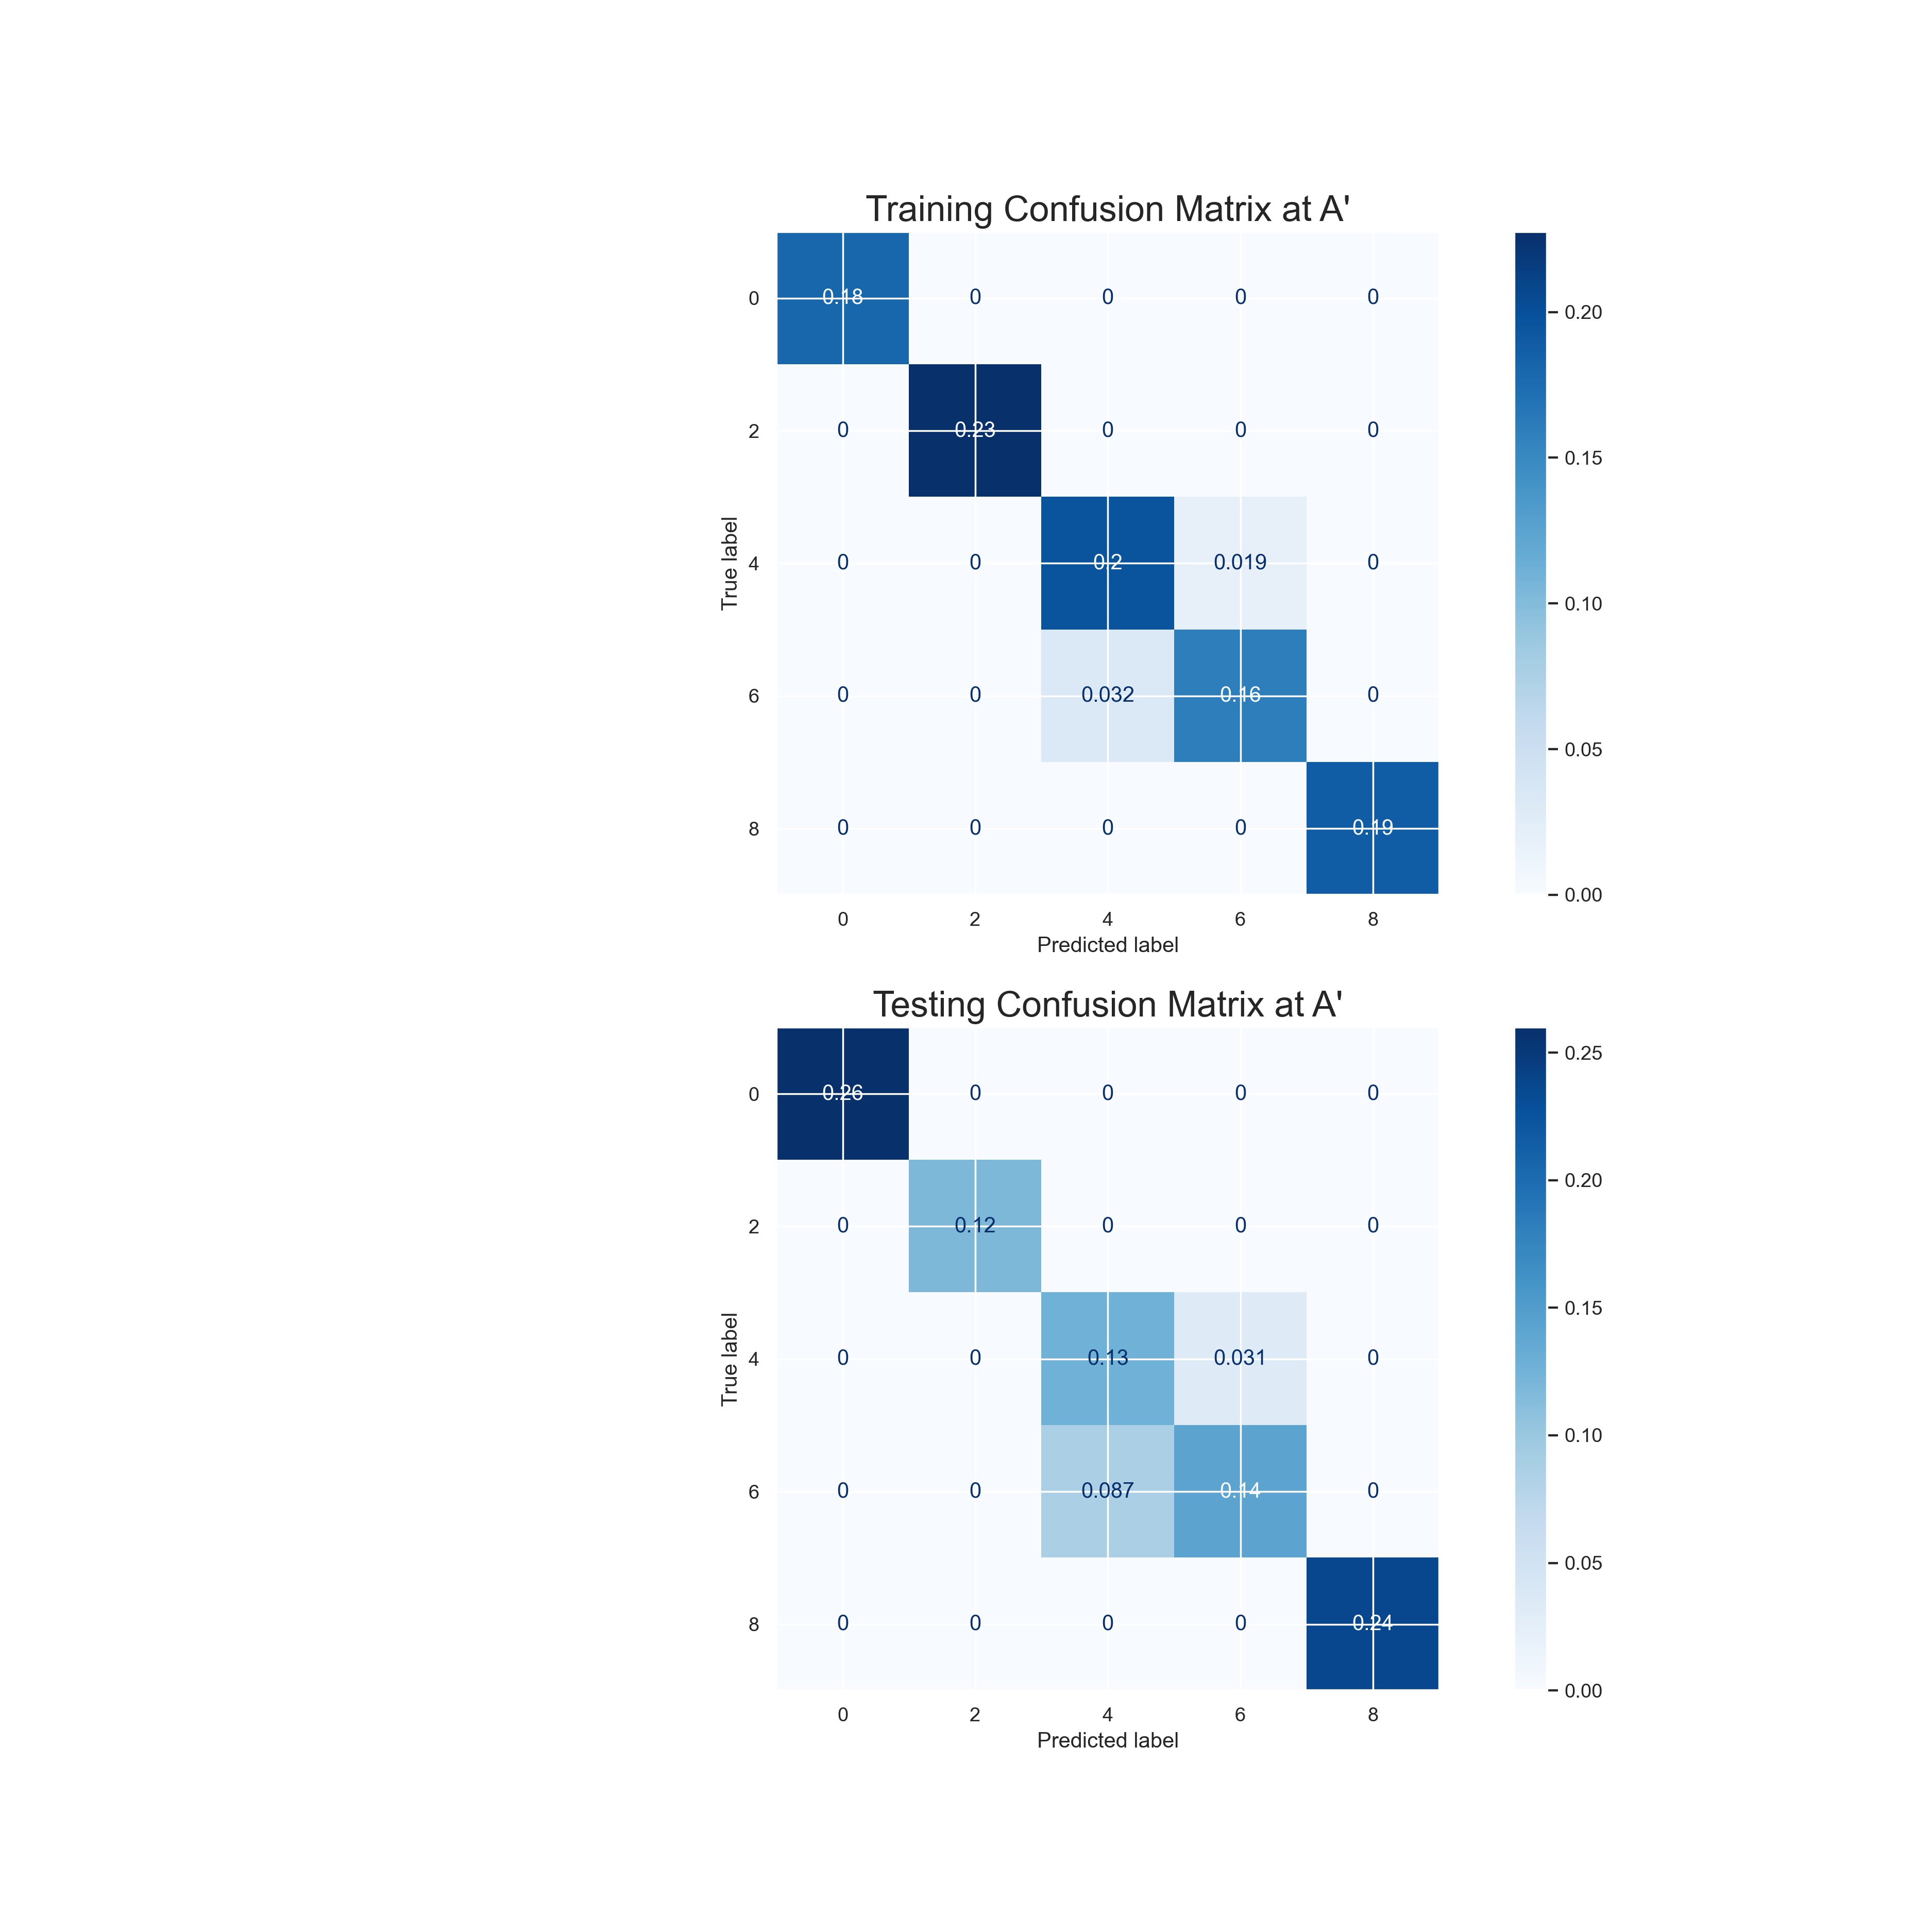 Training Confusion Matrix at A'
0 0.18 0 0 0 0
0.20
2 0 0.23 0 0 0
0.15
True label
4 0 0 0.2 0.019 0
0.10
6 0 0 0.032 0.16 0
0.05
8 0 0 0 0 0.19
0.00
0 2 4 6 8
Predicted label
Testing Confusion Matrix at A'
0.25
0 0.26 0 0 0 0
0.20
2 0 0.12 0 0 0
0.15
True label
4 0 0 0.13 0.031 0
0.10
6 0 0 0.087 0.14 0
0.05
8 0 0 0 0 0.24
0.00
0 2 4 6 8
Predicted label